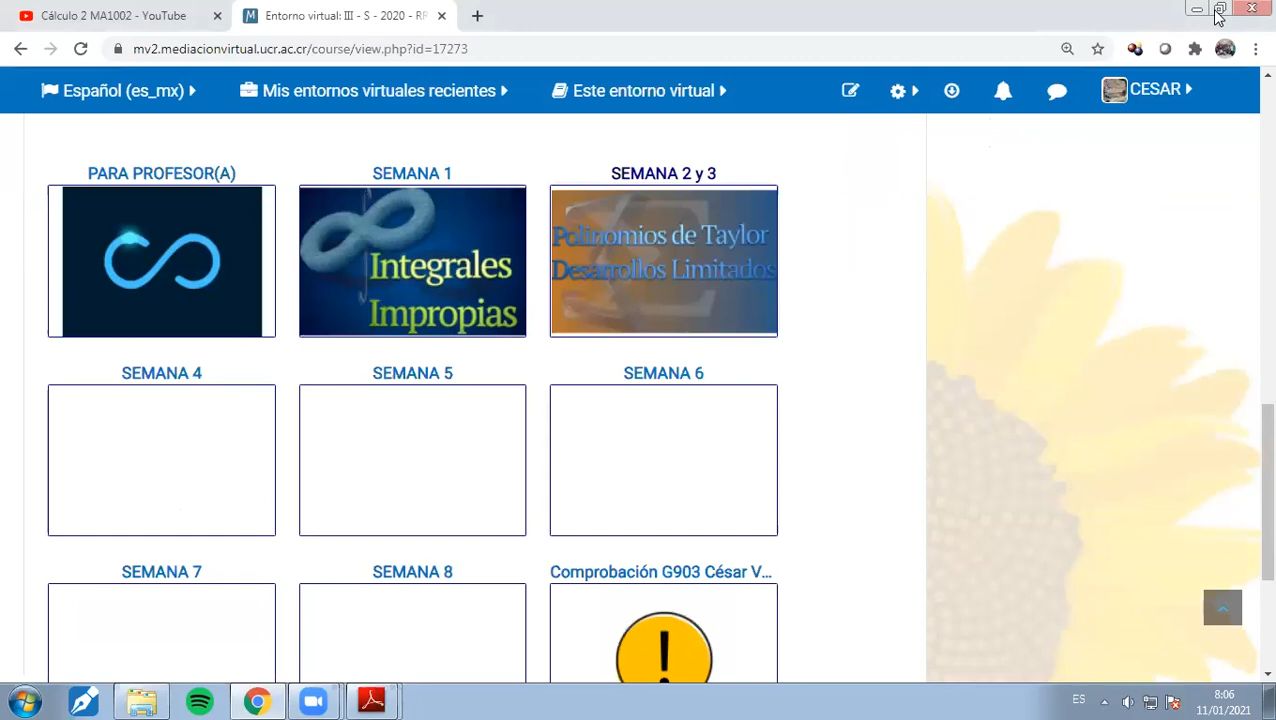 Cálculo 2 MA1002 - YouTube
Entorno virtual: III - S - 2020 - RR
mv2.mediacionvirtual.ucr.ac.cr/course/view.php?id=17273
Español (es_mx)
Mis entornos virtuales recientes
Este entorno virtual
CESAR
PARA PROFESOR(A)
SEMANA 1
SEMANA 2 y 3
Integrales
Impropias
Polinomios de Taylor
Desarrollos Limitados
SEMANA 4
SEMANA 5
SEMANA 6
SEMANA 7
SEMANA 8
Comprobación G903 César V...
!
ES
8:06
11/01/2021